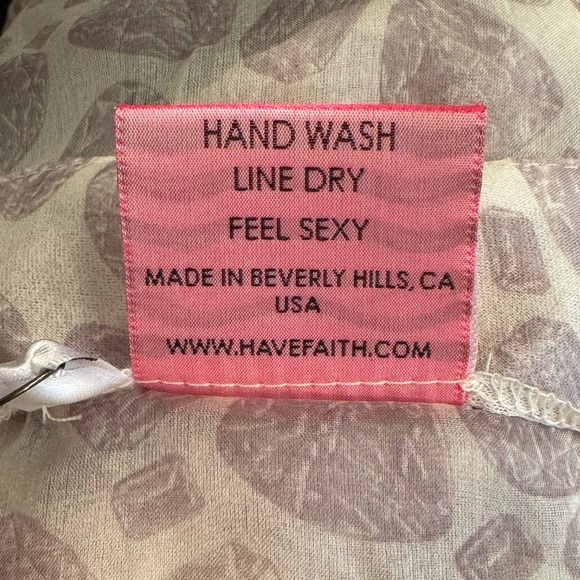 HAND WASH
LINE DRY
FEEL SEXY
MADE IN BEVERLY HILLS, CA
USA
WWW.HAVEFAITH.COM